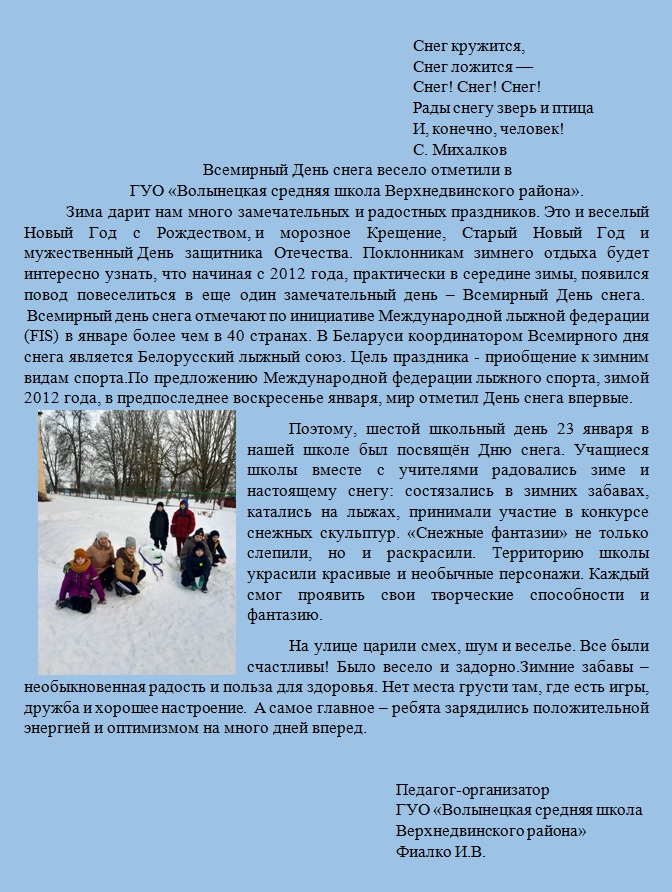 Снег кружится,
Снег ложится —
Снег! Снег! Снег!
Рады снегу зверь и птица
И, конечно, человек!
С. Михалков
Всемирный День снега весело отметили в
ГУО «Волынецкая средняя школа Верхнедвинского района».
Зима дарит нам много замечательных и радостных праздников. Это и веселый
Новый Год с Рождеством, и морозное Крещение, Старый Новый Год и
мужественный День защитника Отечества. Поклонникам зимнего отдыха будет
интересно узнать, что начиная с 2012 года, практически в середине зимы, появился
повод повеселиться в еще один замечательный день – Всемирный День снега.
Всемирный день снега отмечают по инициативе Международной лыжной федерации
(FIS) в январе более чем в 40 странах. В Беларуси координатором Всемирного дня
снега является Белорусский лыжный союз. Цель праздника - приобщение к зимним
видам спорта.По предложению Международной федерации лыжного спорта, зимой
2012 года, в предпоследнее воскресенье января, мир отметил День снега впервые.
Поэтому, шестой школьный день 23 января в
нашей школе был посвящён Дню снега. Учащиеся
школы вместе с учителями радовались зиме и
настоящему снегу: состязались в зимних забавах,
катались на лыжах, принимали участие в конкурсе
снежных скульптур. «Снежные фантазии» не только
слепили, но и раскрасили. Территорию школы
украсили красивые и необычные персонажи. Каждый
смог проявить свои творческие способности и
фантазию.
На улице царили смех, шум и веселье. Все были
счастливы! Было весело и задорно.Зимние забавы –
необыкновенная радость и польза для здоровья. Нет места грусти там, где есть игры,
дружба и хорошее настроение. А самое главное – ребята зарядились положительной
энергией и оптимизмом на много дней вперед.
Педагог-организатор
ГУО «Волынецкая средняя школа
Верхнедвинского района»
Фиалко И.В.